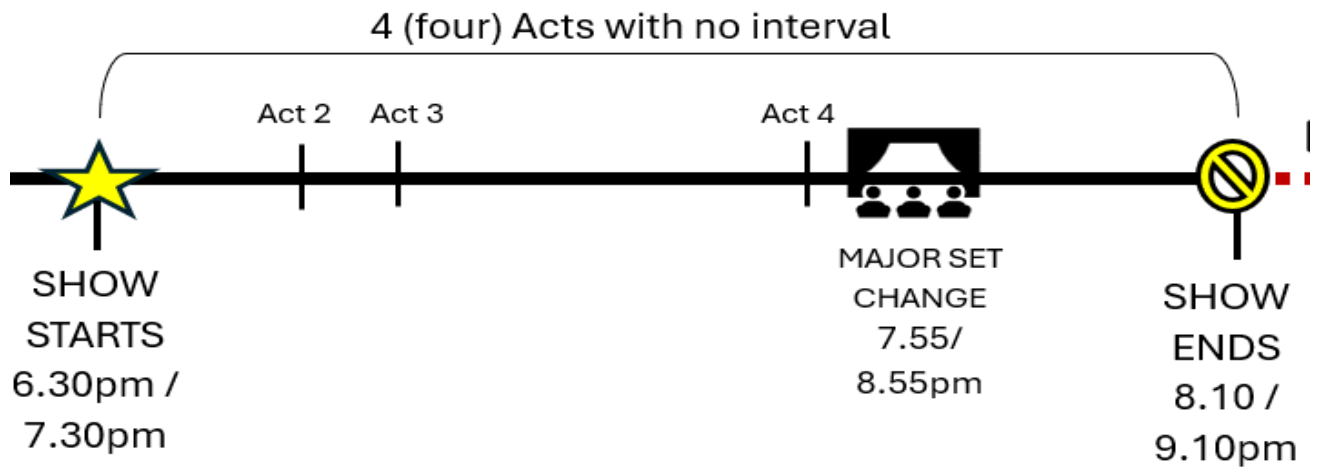 4 (four) Acts with no interval
Act 2
Act 3
Act 4
SHOW
STARTS
6.30pm /
7.30pm
MAJOR SET
CHANGE
7.55/
8.55pm
SHOW
ENDS
8.10 /
9.10pm